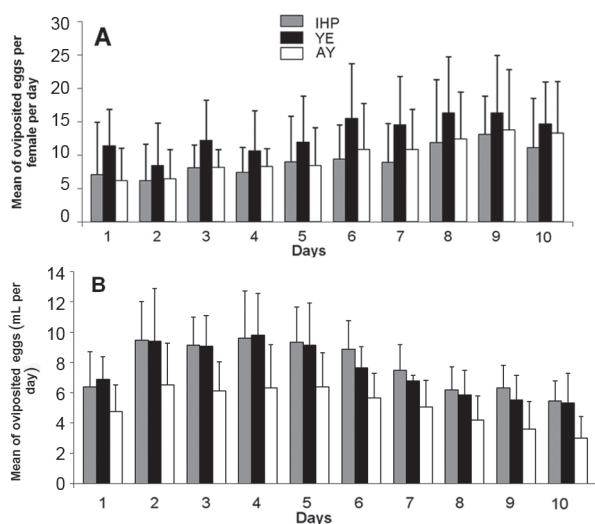 A
IHP
YE
AY
Mean of oviposited eggs per
female per day
30
25
20
15
10
5
0
1 2 3 4 5 6 7 8 9 10
Days
B
Mean of oviposited eggs (mL per
day)
14
12
10
8
6
4
2
0
1 2 3 4 5 6 7 8 9 10
Days